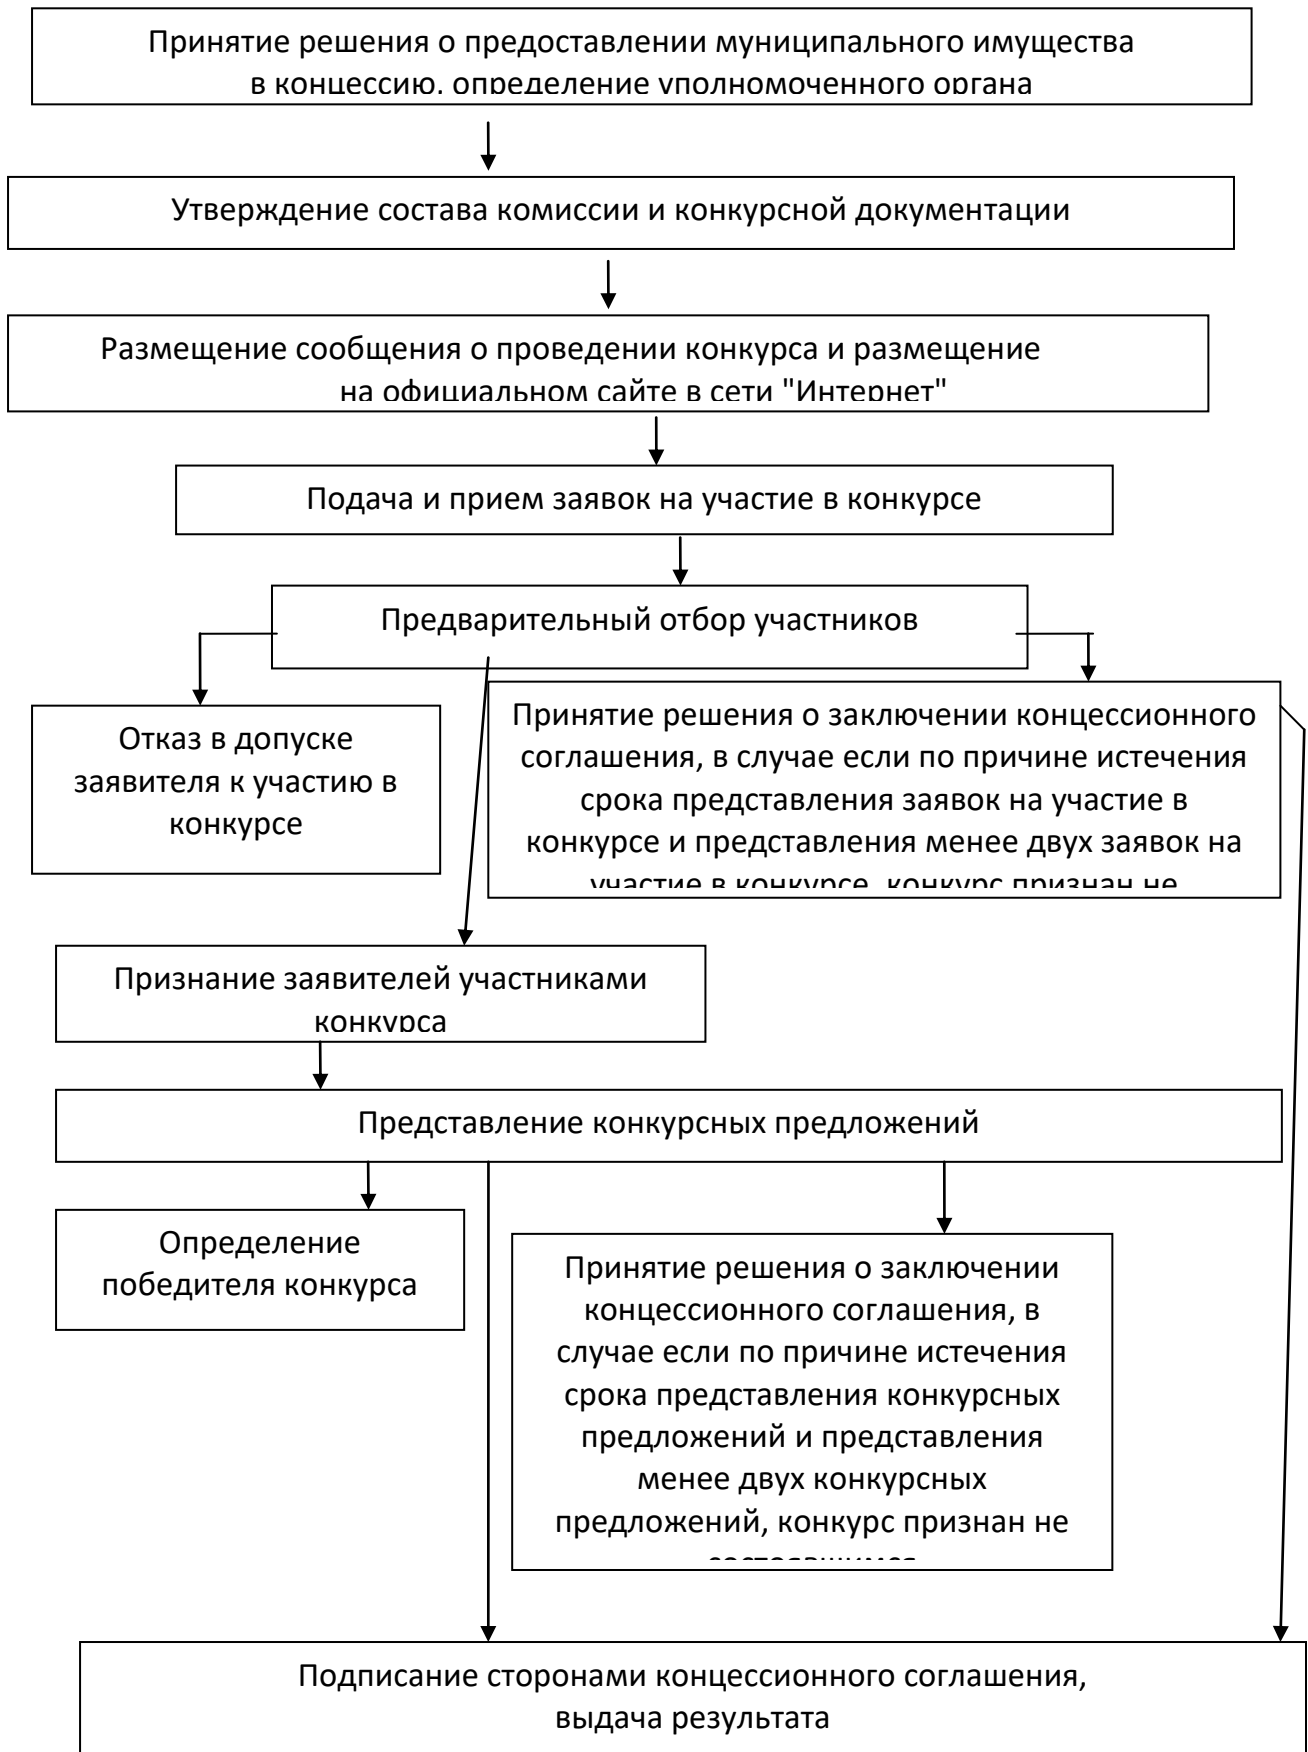 Принятие решения о предоставлении муниципального имущества
в концессию, определение уполномоченного органа
Утверждение состава комиссии и конкурсной документации
Размещение сообщения о проведении конкурса и размещение
на официальном сайте в сети "Интернет"
Подача и прием заявок на участие в конкурсе
Предварительный отбор участников
Отказ в допуске
заявителя к участию в
конкурсе
Принятие решения о заключении концессионного
соглашения, в случае если по причине истечения
срока представления заявок на участие в
конкурсе и представления менее двух заявок на
участие в конкурсе, конкурс признан не
Признание заявителей участниками
конкурса
Представление конкурсных предложений
Определение
победителя конкурса
Принятие решения о заключении
концессионного соглашения, в
случае если по причине истечения
срока представления конкурсных
предложений и представления
менее двух конкурсных
предложений, конкурс признан не
состоявшимся
Подписание сторонами концессионного соглашения,
выдача результата